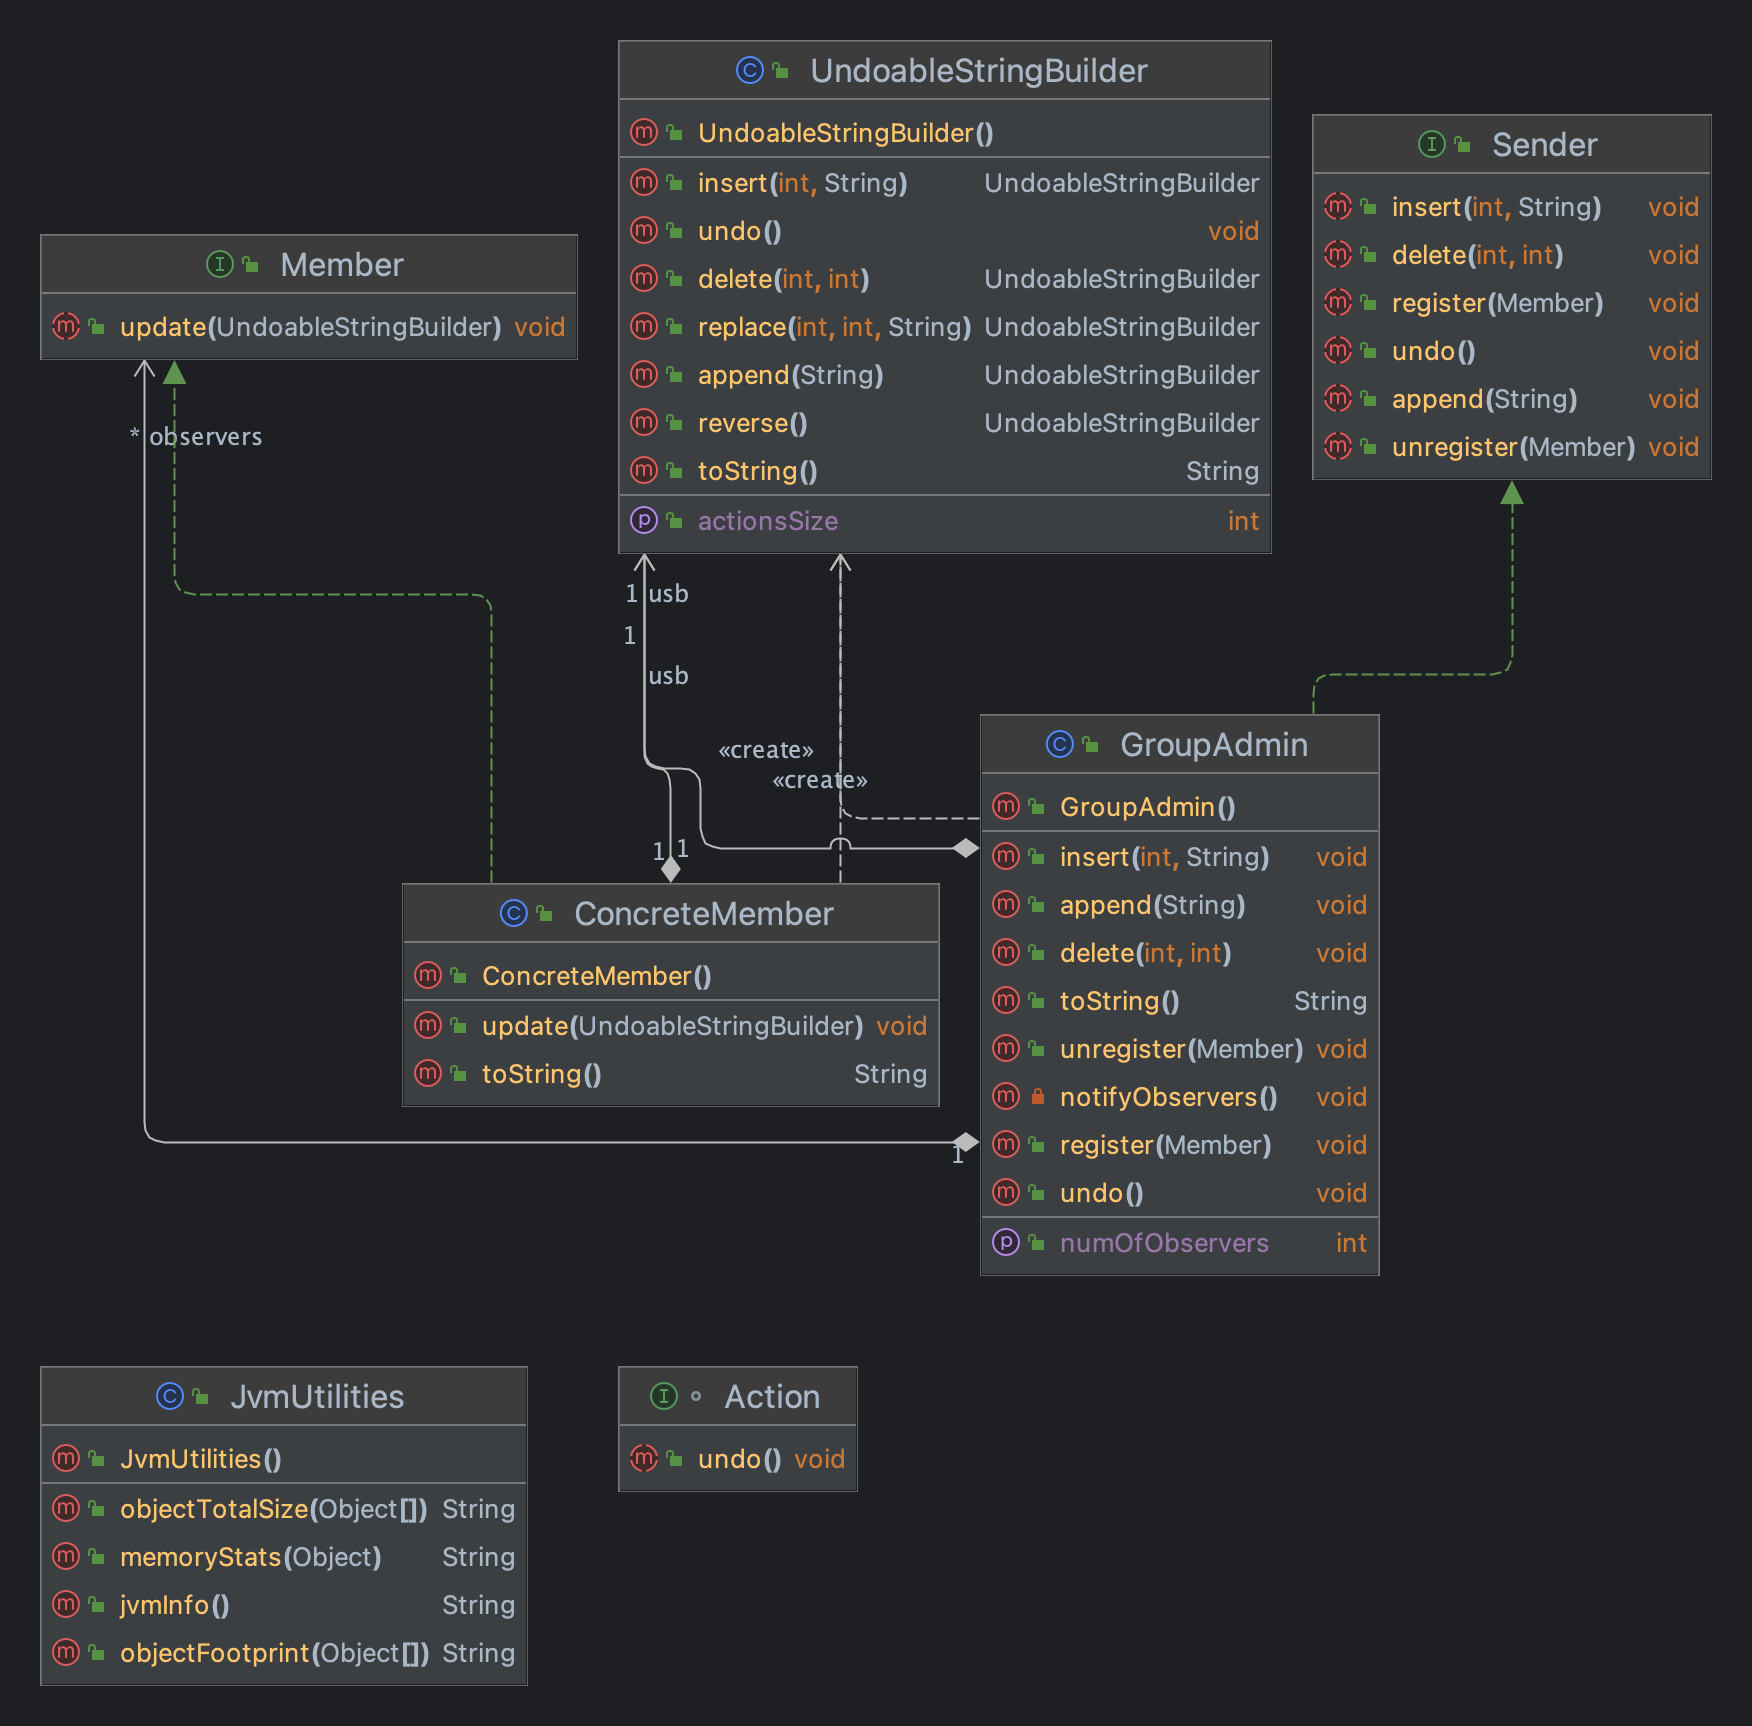 UndoableStringBuilder
UndoableStringBuilder()
insert(int, String) UndoableStringBuilder
undo() void
delete(int, int) UndoableStringBuilder
replace(int, int, String) UndoableStringBuilder
append(String) UndoableStringBuilder
reverse() UndoableStringBuilder
toString() String
actionsSize int
Sender
insert(int, String) void
delete(int, int) void
register(Member) void
undo() void
append(String) void
unregister(Member) void
Member
update(UndoableStringBuilder) void
* observers
1 usb
1
usb
«create»
«create»
1 1
GroupAdmin
GroupAdmin()
insert(int, String) void
append(String) void
delete(int, int) void
toString() String
unregister(Member) void
notifyObservers() void
register(Member) void
undo() void
numOfObservers int
1
ConcreteMember
ConcreteMember()
update(UndoableStringBuilder) void
toString() String
JvmUtilities
JvmUtilities()
objectTotalSize(Object[]) String
memoryStats(Object) String
jvmInfo() String
objectFootprint(Object[]) String
Action
undo() void